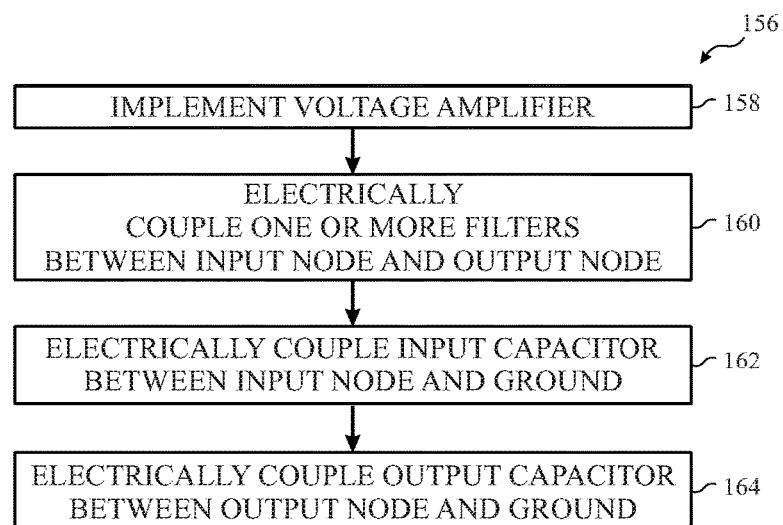 156
IMPLEMENT VOLTAGE AMPLIFIER
158
ELECTRICALLY
COUPLE ONE OR MORE FILTERS
BETWEEN INPUT NODE AND OUTPUT NODE
160
ELECTRICALLY COUPLE INPUT CAPACITOR
BETWEEN INPUT NODE AND GROUND
162
ELECTRICALLY COUPLE OUTPUT CAPACITOR
BETWEEN OUTPUT NODE AND GROUND
164